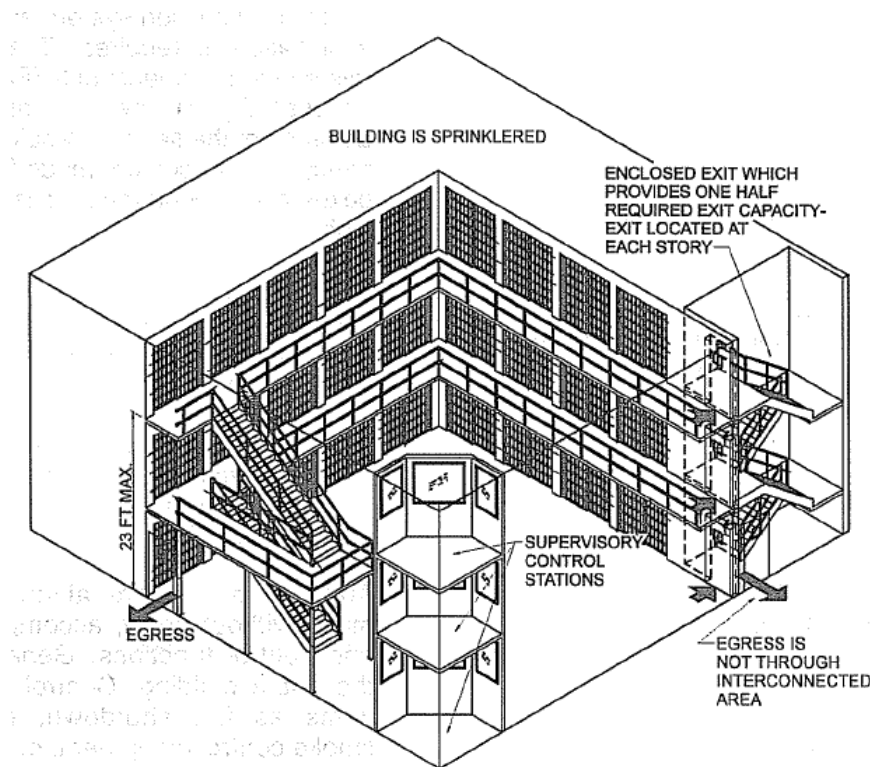 BUILDING IS SPRINKLERED
ENCLOSED EXIT WHICH
PROVIDES ONE HALF
REQUIRED EXIT CAPACITY-
EXIT LOCATED AT
EACH STORY
23 FT MAX.
SUPERVISORY
CONTROL
STATIONS
EGRESS
EGRESS IS
NOT THROUGH
INTERCONNECTED
AREA